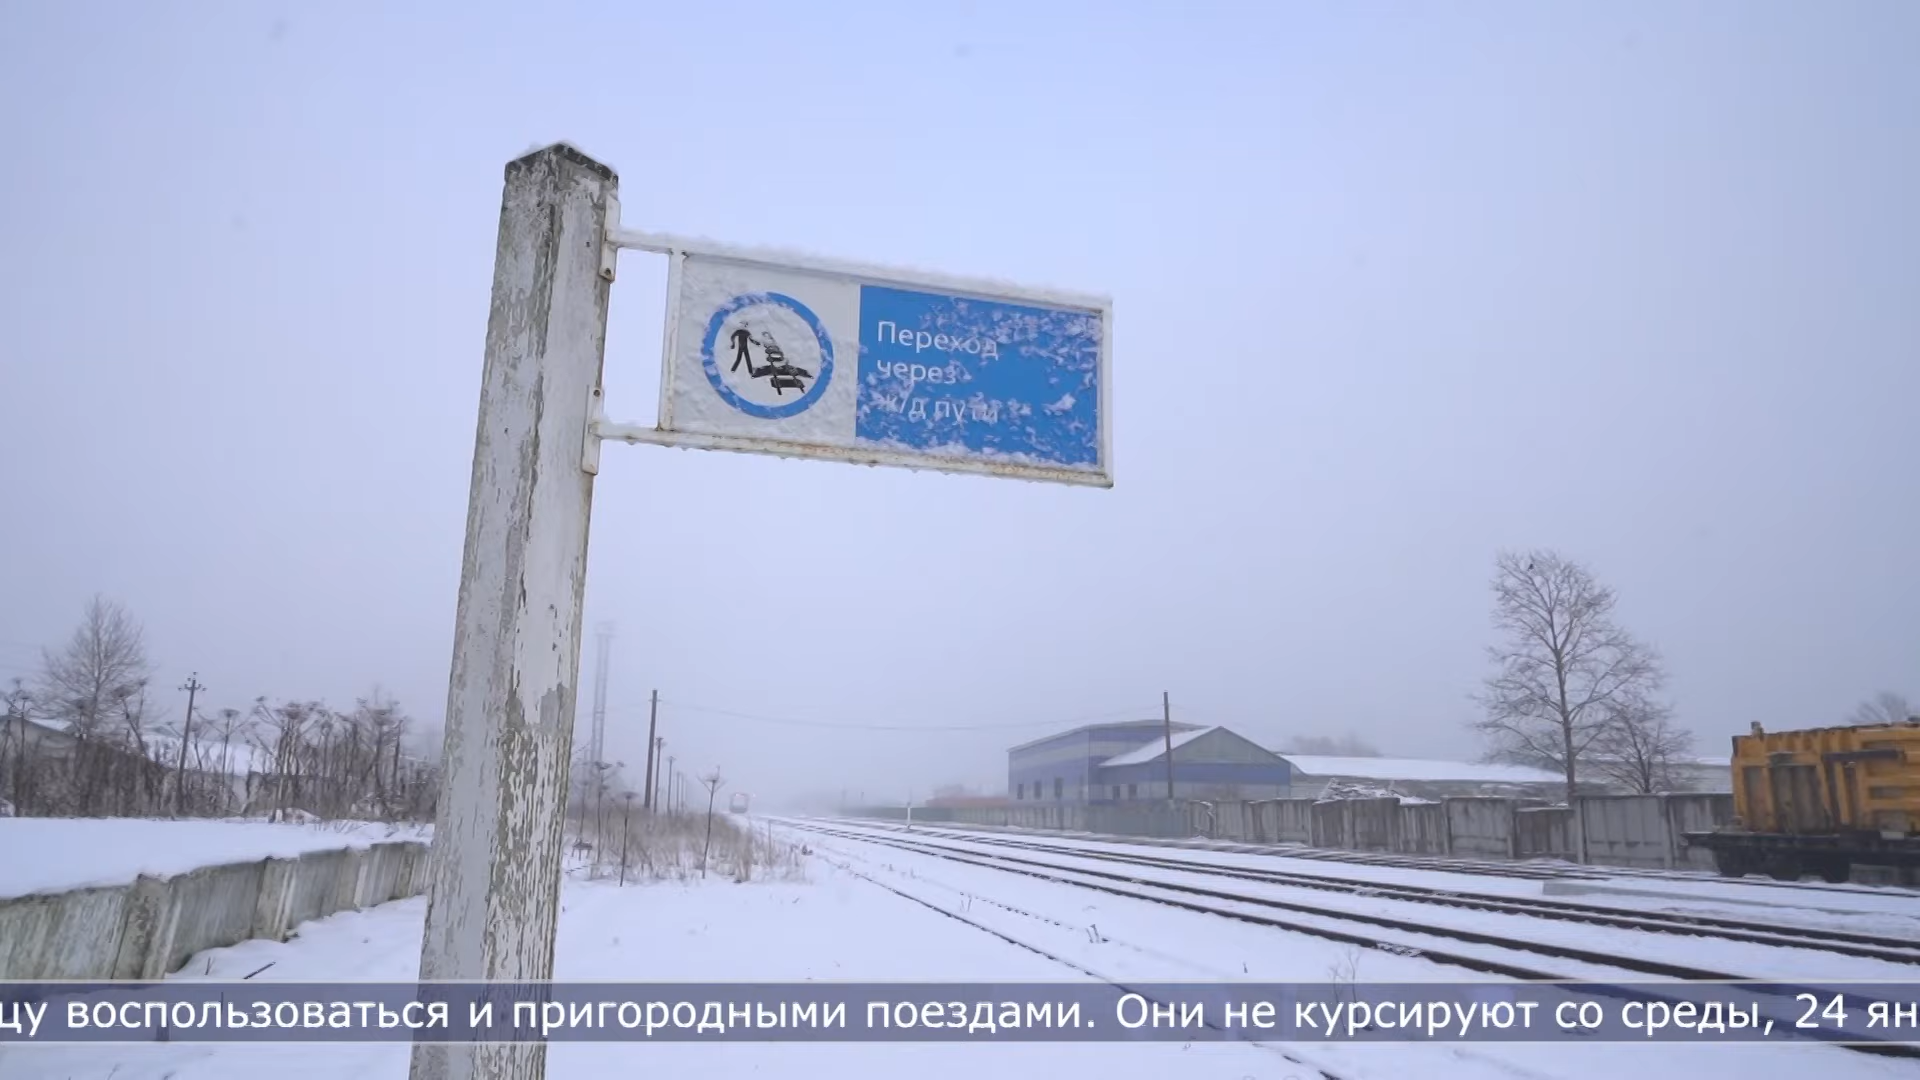 Переход
через
ж/д пути
цу воспользоваться и пригородными поездами. Они не курсируют со среды, 24 ян